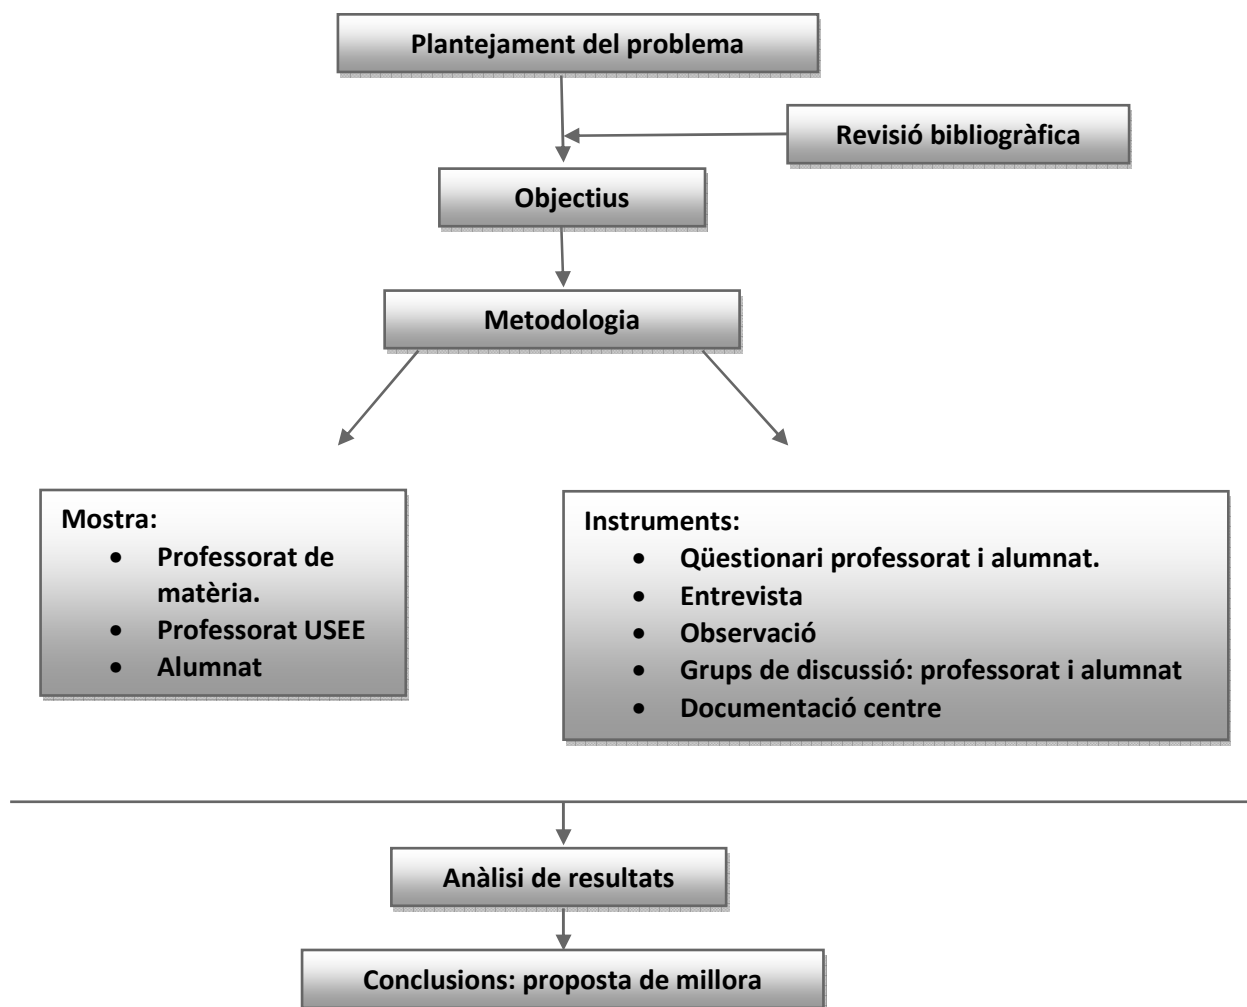 Plantejament del problema
Revisió bibliogràfica
Objectius
Metodologia
Mostra:
• Professorat de
matèria.
• Professorat USEE
• Alumnat
Instruments:
• Qüestionari professorat i alumnat.
• Entrevista
• Observació
• Grups de discussió: professorat i alumnat
• Documentació centre
Anàlisi de resultats
Conclusions: proposta de millora